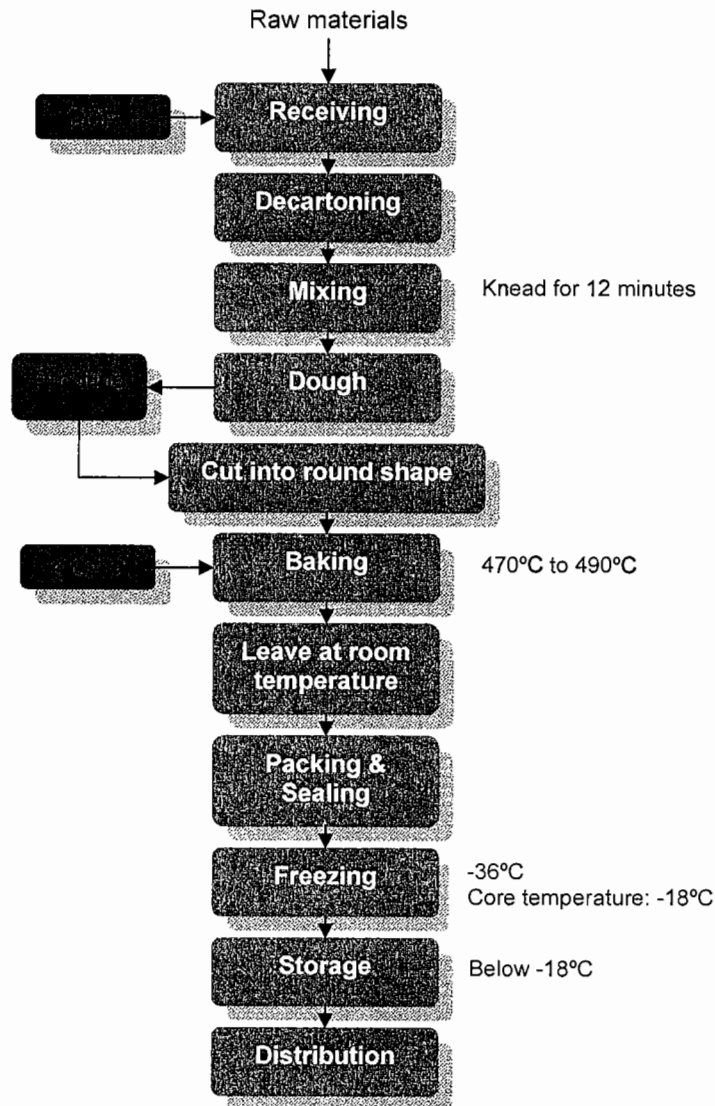 Raw materials
Receiving
Decartoning
Mixing
Knead for 12 minutes
Dough
Cut into round shape
Baking
470ºC to 490ºC
Leave at room
temperature
Packing &
Sealing
Freezing
-36ºC
Core temperature: -18ºC
Storage
Below -18ºC
Distribution